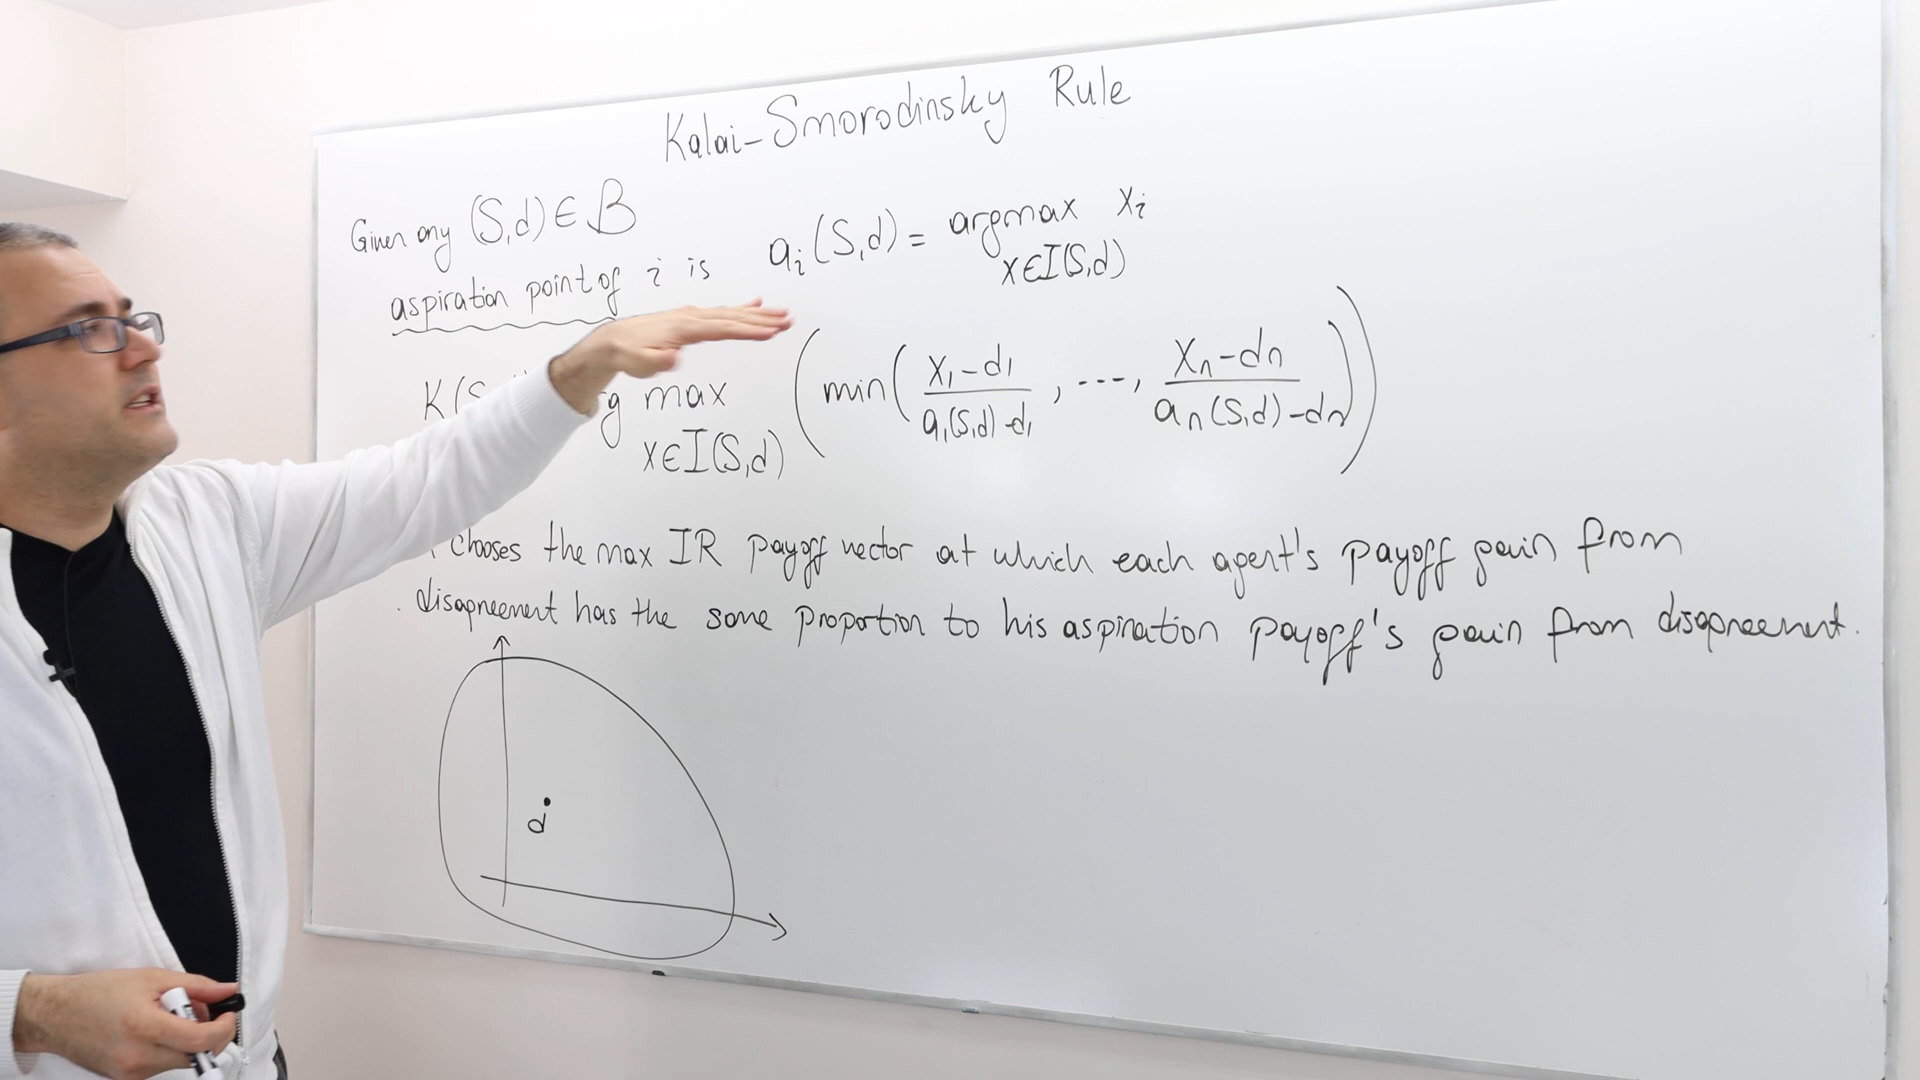 Kalai-Smorodinsky Rule
Given any (S,d) ∈ B
aspiration point of i is a_i(S,d) = argmax x_i
x∈I(S,d)
K(S g max (min(x_1-d_1 / a_1(S,d)-d_1, ---, x_n-d_n / a_n(S,d)-d_n))
x∈I(S,d)
Chooses the max IR payoff vector at which each agent's payoff gain from
disagreement has the same proportion to his aspiration payoff's gain from disagreement.
d